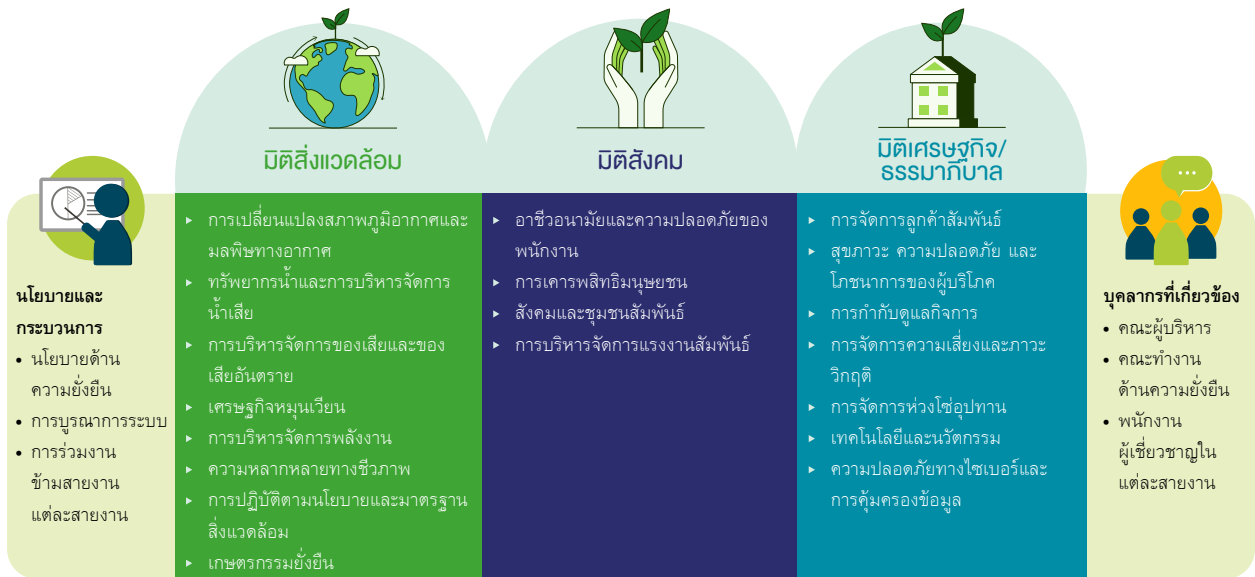 นโยบายและ
กระบวนการ
• นโยบายด้าน
ความยั่งยืน
• การบูรณาการระบบ
• การร่วมงาน
ข้ามสายงาน
แต่ละสายงาน
มิติสิ่งแวดล้อม
▸ การเปลี่ยนแปลงสภาพภูมิอากาศและ
มลพิษทางอากาศ
▸ ทรัพยากรน้ำและการบริหารจัดการ
น้ำเสีย
▸ การบริหารจัดการของเสียและของ
เสียอันตราย
▸ เศรษฐกิจหมุนเวียน
▸ การบริหารจัดการพลังงาน
▸ ความหลากหลายทางชีวภาพ
▸ การปฏิบัติตามนโยบายและมาตรฐาน
สิ่งแวดล้อม
▸ เกษตรกรรมยั่งยืน
มิติสังคม
▸ อาชีวอนามัยและความปลอดภัยของ
พนักงาน
▸ การเคารพสิทธิมนุษยชน
▸ สังคมและชุมชนสัมพันธ์
▸ การบริหารจัดการแรงงานสัมพันธ์
มิติเศรษฐกิจ/
ธรรมาภิบาล
▸ การจัดการลูกค้าสัมพันธ์
▸ สุขภาวะ ความปลอดภัย และ
โภชนาการของผู้บริโภค
▸ การกำกับดูแลกิจการ
▸ การจัดการความเสี่ยงและภาวะ
วิกฤติ
▸ การจัดการห่วงโซ่อุปทาน
▸ เทคโนโลยีและนวัตกรรม
▸ ความปลอดภัยทางไซเบอร์และ
การคุ้มครองข้อมูล
บุคลากรที่เกี่ยวข้อง
• คณะผู้บริหาร
• คณะทำงาน
ด้านความยั่งยืน
• พนักงาน
ผู้เชี่ยวชาญใน
แต่ละสายงาน